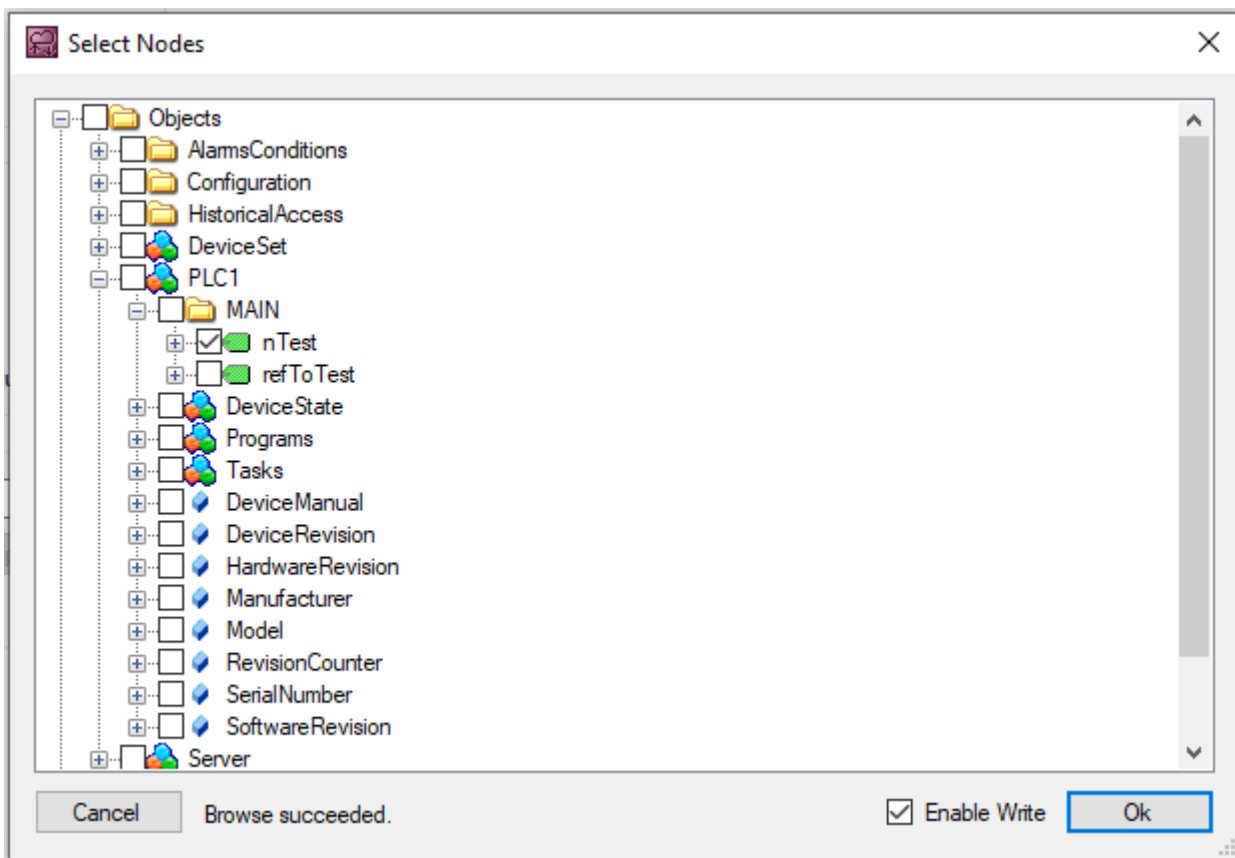 Select Nodes
Objects
AlarmsConditions
Configuration
HistoricalAccess
DeviceSet
PLC1
MAIN
nTest
refToTest
DeviceState
Programs
Tasks
DeviceManual
DeviceRevision
HardwareRevision
Manufacturer
Model
RevisionCounter
SerialNumber
SoftwareRevision
Server
Cancel Browse succeeded. Enable Write Ok